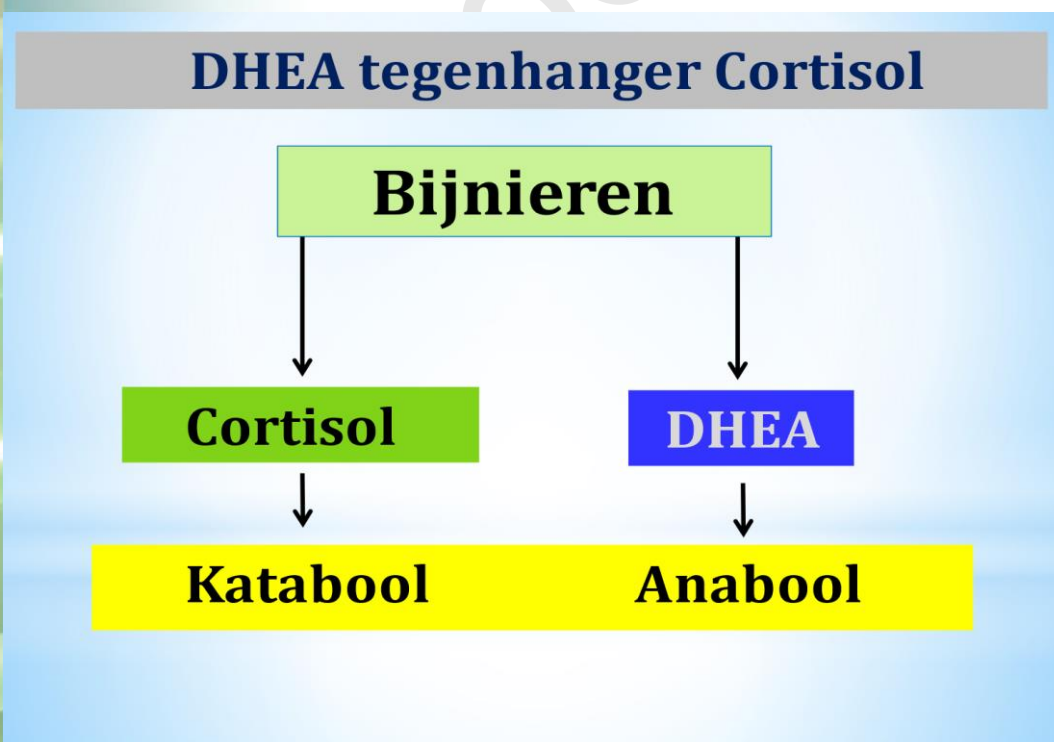 DHEA tegenhanger Cortisol
Bijnieren
Cortisol
DHEA
Katabool
Anabool